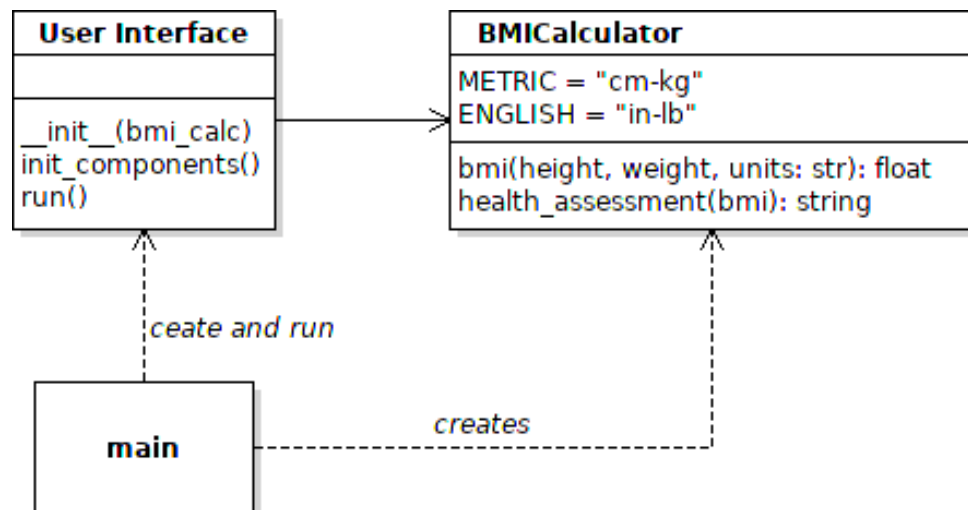 User Interface
__init__(bmi_calc)
init_components()
run()
BMICalculator
METRIC = "cm-kg"
ENGLISH = "in-lb"
bmi(height, weight, units: str): float
health_assessment(bmi): string
ceate and run
main
creates